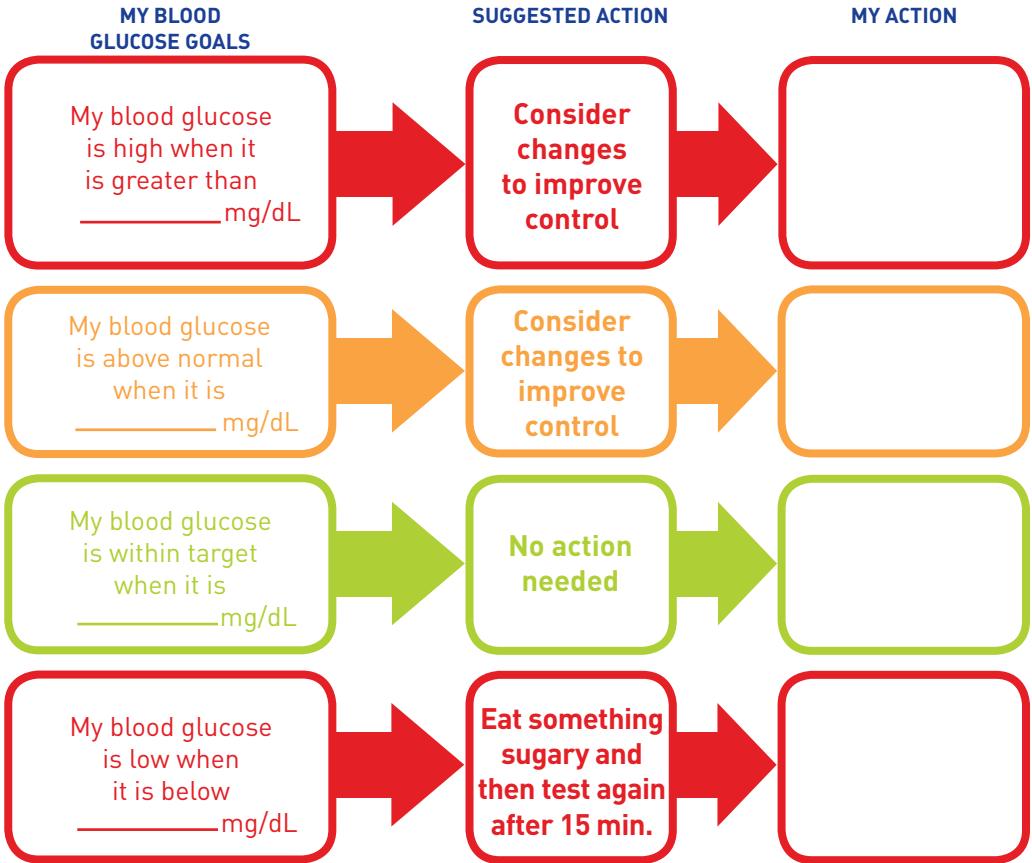 MY BLOOD
GLUCOSE GOALS
SUGGESTED ACTION
MY ACTION
My blood glucose
is high when it
is greater than
__________ mg/dL
Consider
changes
to improve
control
My blood glucose
is above normal
when it is
__________ mg/dL
Consider
changes to
improve
control
My blood glucose
is within target
when it is
__________ mg/dL
No action
needed
My blood glucose
is low when
it is below
__________ mg/dL
Eat something
sugary and
then test again
after 15 min.